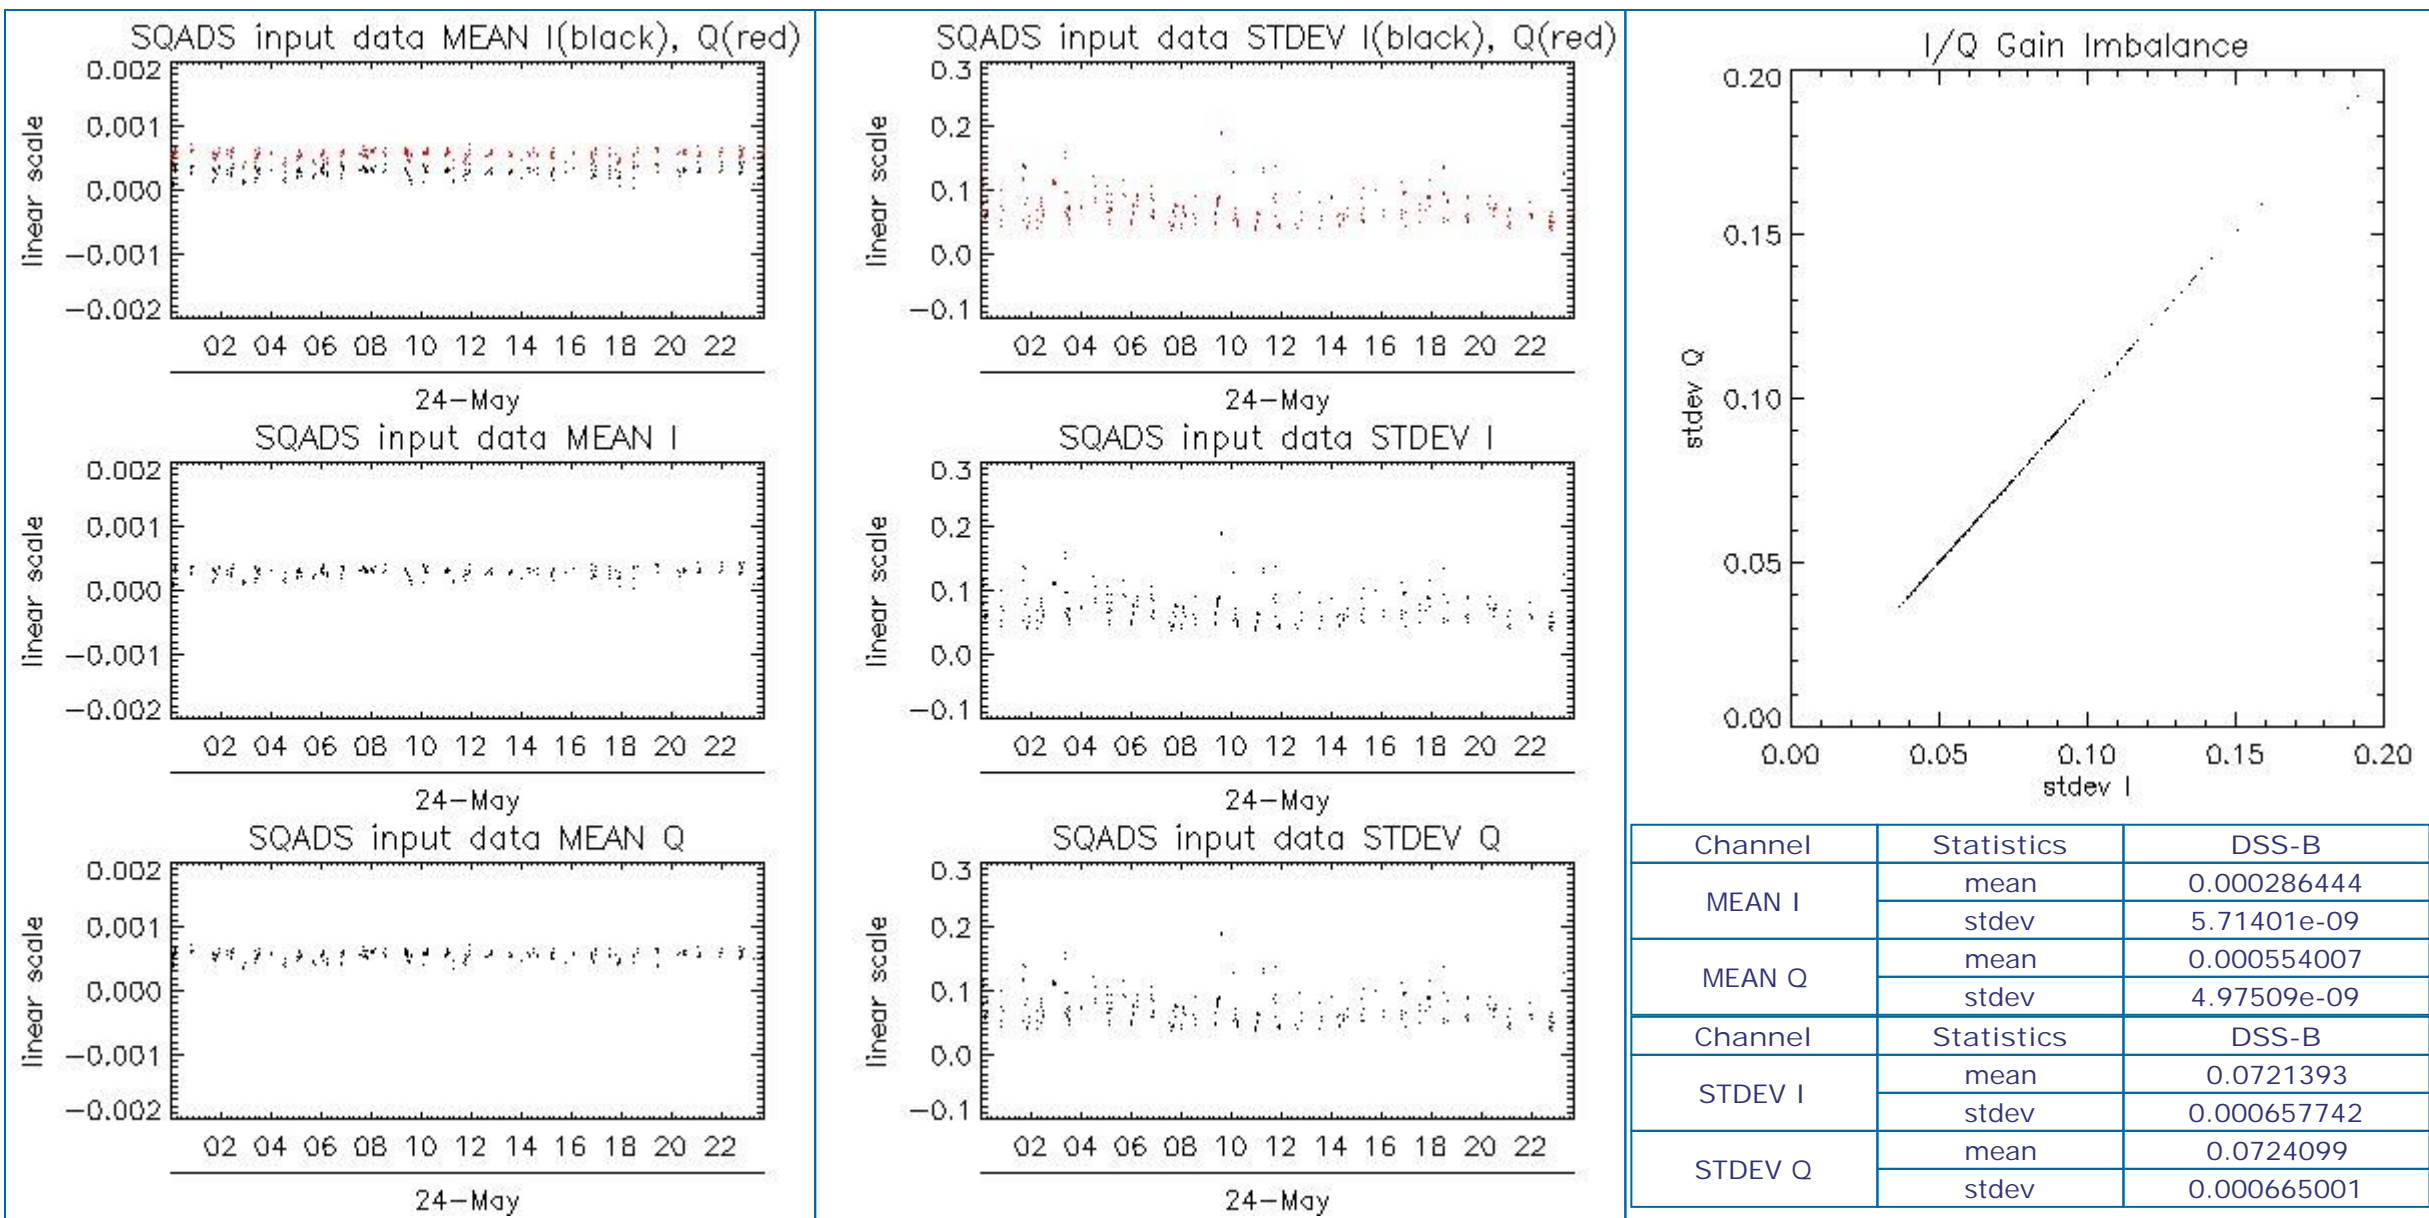 SQADS input data MEAN I(black), Q(red)
0.002
0.001
0.000
−0.001
−0.002
linear scale
02 04 06 08 10 12 14 16 18 20 22
24−May
SQADS input data MEAN I
0.002
0.001
0.000
−0.001
−0.002
linear scale
02 04 06 08 10 12 14 16 18 20 22
24−May
SQADS input data MEAN Q
0.002
0.001
0.000
−0.001
−0.002
linear scale
02 04 06 08 10 12 14 16 18 20 22
24−May
SQADS input data STDEV I(black), Q(red)
0.3
0.2
0.1
0.0
−0.1
linear scale
02 04 06 08 10 12 14 16 18 20 22
24−May
SQADS input data STDEV I
0.3
0.2
0.1
0.0
−0.1
linear scale
02 04 06 08 10 12 14 16 18 20 22
24−May
SQADS input data STDEV Q
0.3
0.2
0.1
0.0
−0.1
linear scale
02 04 06 08 10 12 14 16 18 20 22
24−May
I/Q Gain Imbalance
0.20
0.15
0.10
0.05
0.00
stdev Q
0.00 0.05 0.10 0.15 0.20
stdev I
Channel Statistics DSS-B
MEAN I mean 0.000286444
stdev 5.71401e-09
MEAN Q mean 0.000554007
stdev 4.97509e-09
Channel Statistics DSS-B
STDEV I mean 0.0721393
stdev 0.000657742
STDEV Q mean 0.0724099
stdev 0.000665001